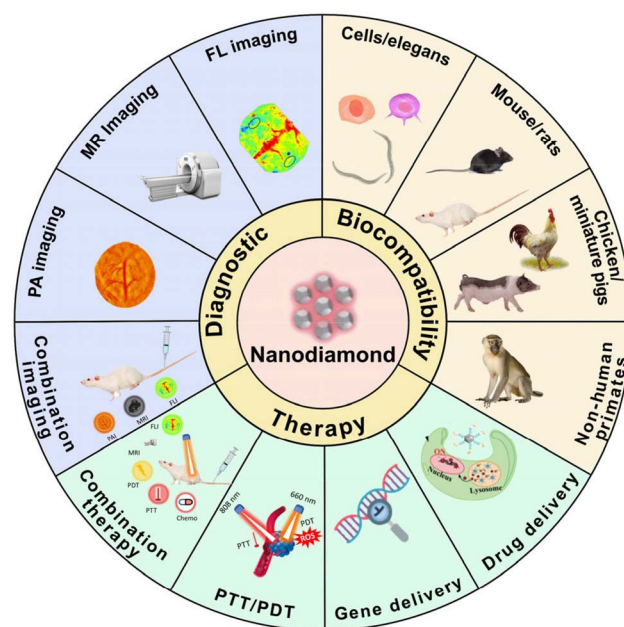 FL imaging
Cells/elegans
MR Imaging
Mouse/rats
PA imaging
Chicken/
miniature pigs
Diagnostic
Biocompatibility
Nanodiamond
Therapy
Combination
imaging
PAI
MRI
FLI
Non-human
primates
Combination
therapy
FLI
MRI
PDT
PTT
Chemo
PTT/PDT
808 nm
660 nm
PTT
PDT
ROS
Gene delivery
Drug delivery
ON
Nucleus
Lysosome